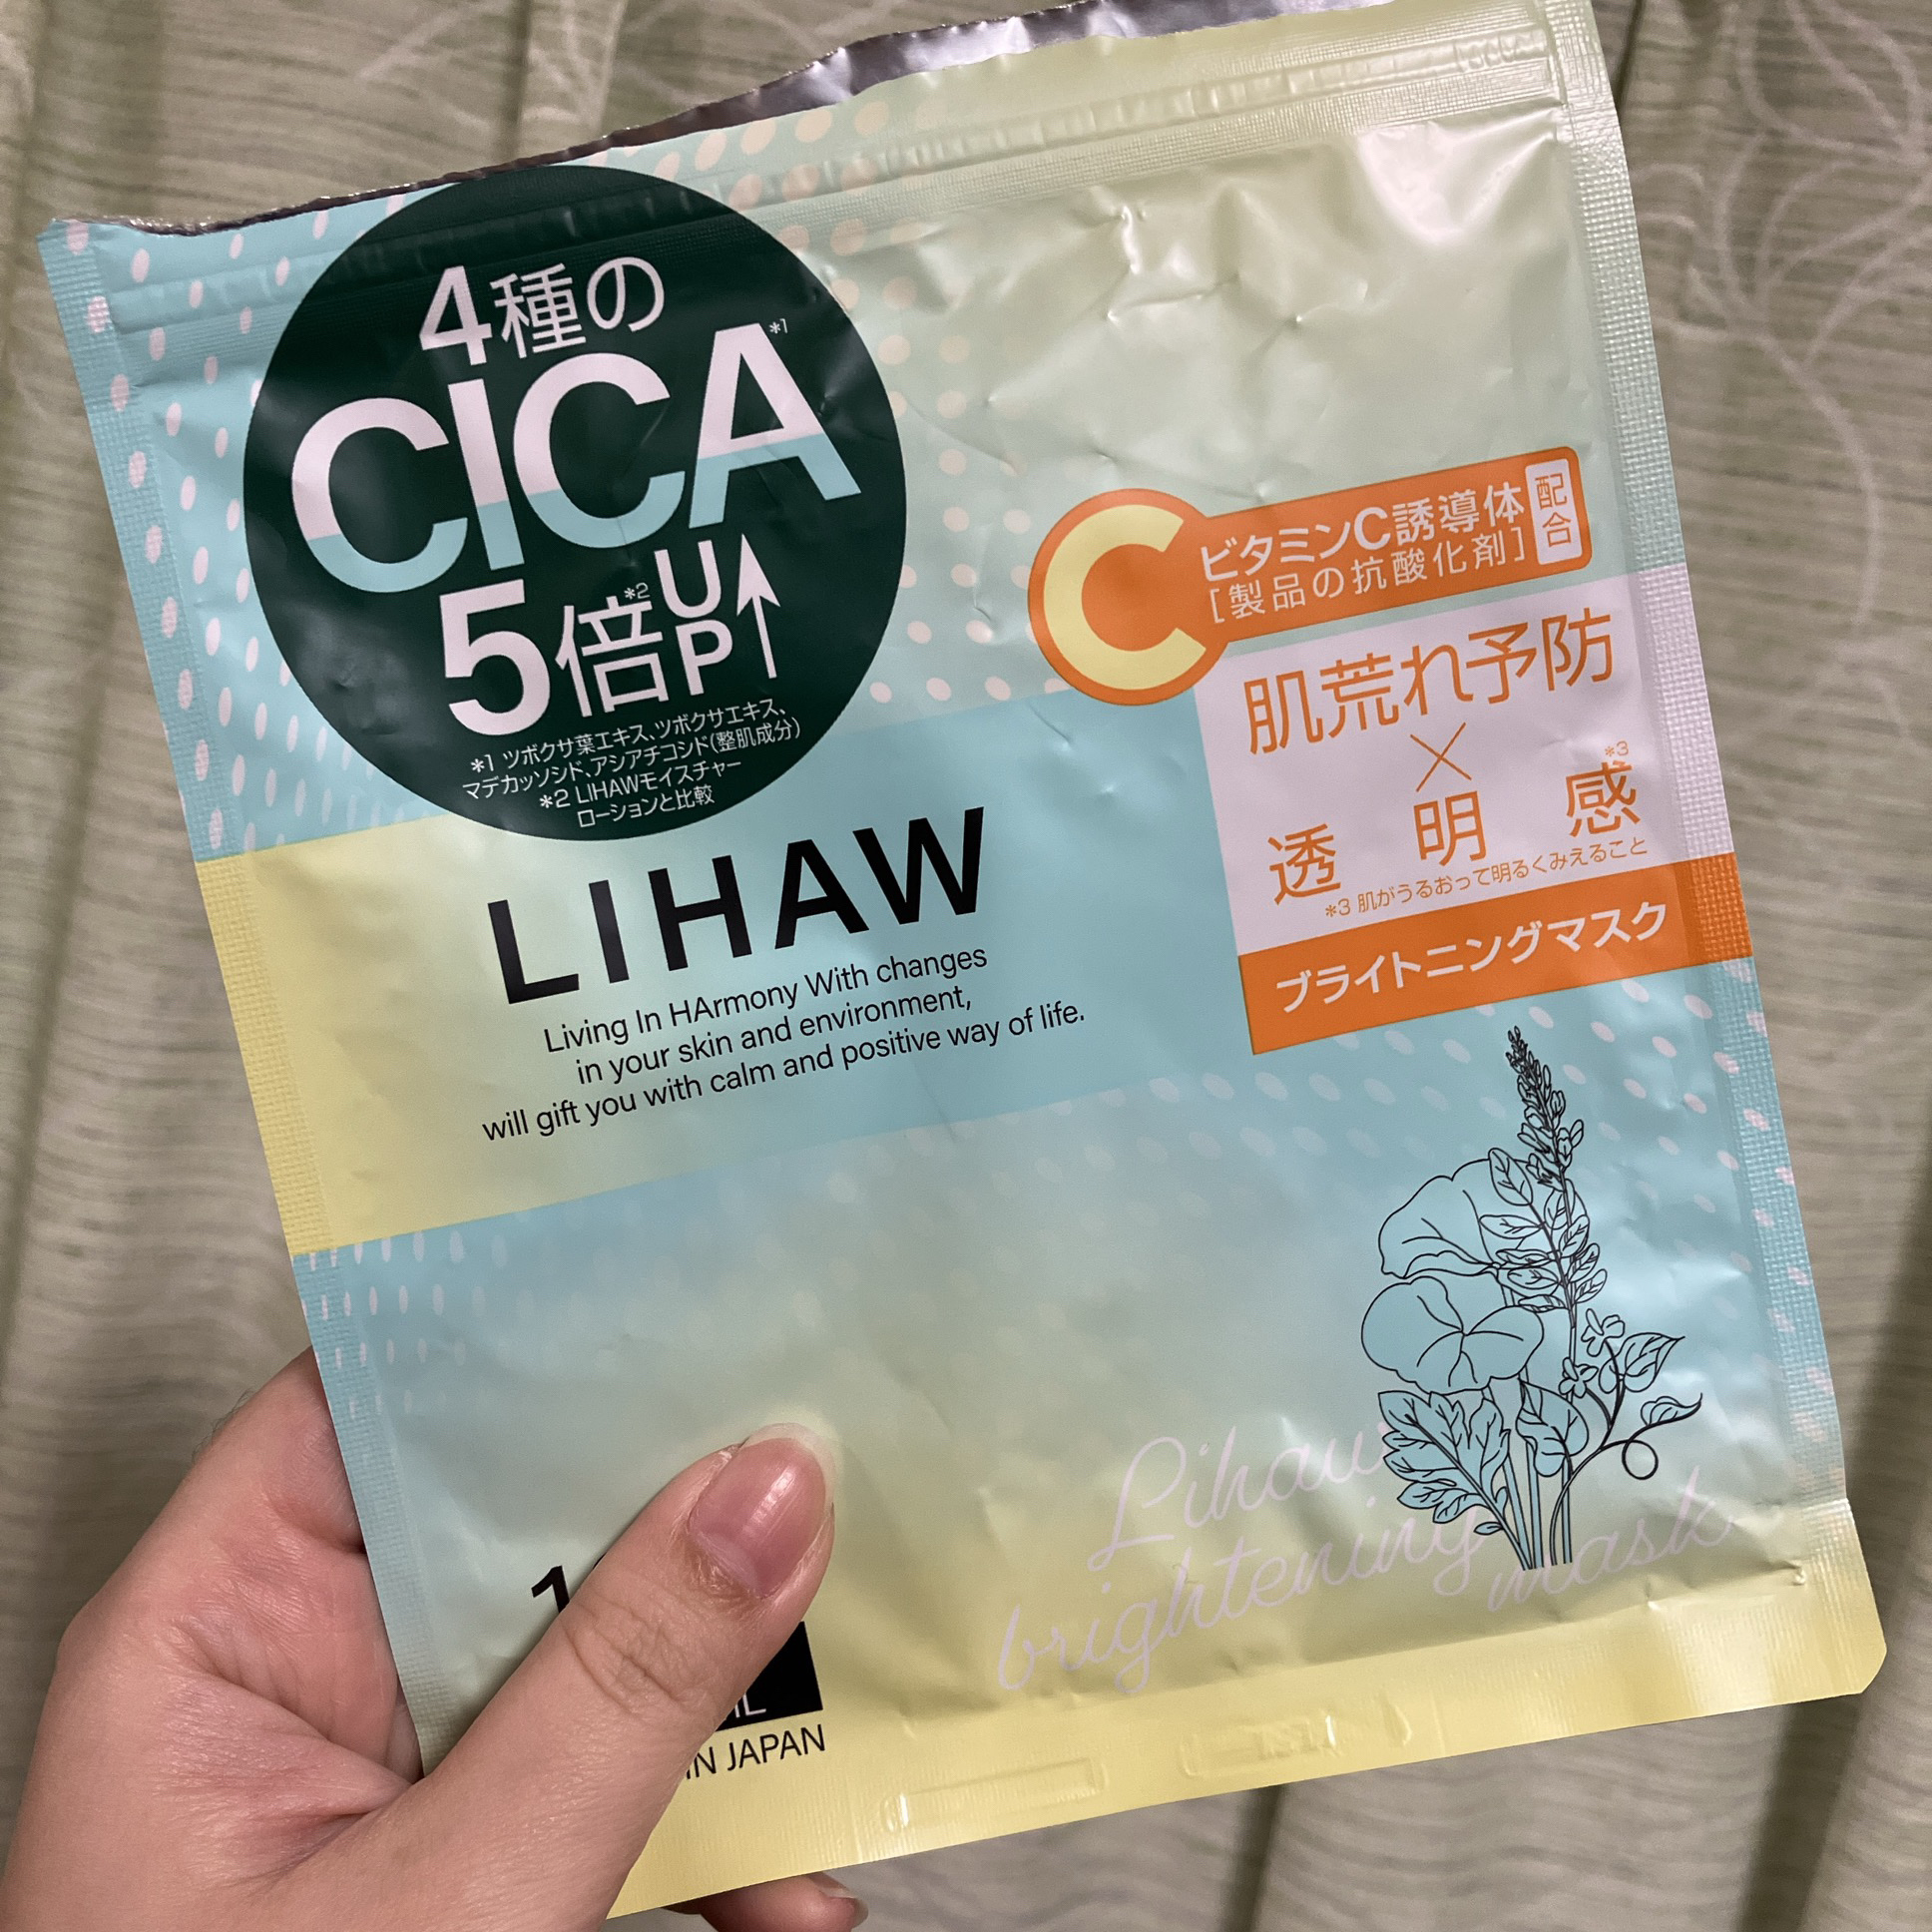 4種の
CICA*1
5倍*2 UP↑
*1 ツボクサ葉エキス、ツボクサエキス、
マデカッソシド、アシアチコシド(整肌成分)
*2 LIHAWモイスチャー
ローションと比較
C
ビタミンC誘導体
[製品の抗酸化剤]
配合
肌荒れ予防
×
透明感*3
*3 肌がうるおって明るくみえること
ブライトニングマスク
LIHAW
Living In HArmony With changes
in your skin and environment,
will gift you with calm and positive way of life.
Lihaw
brightening mask
IN JAPAN